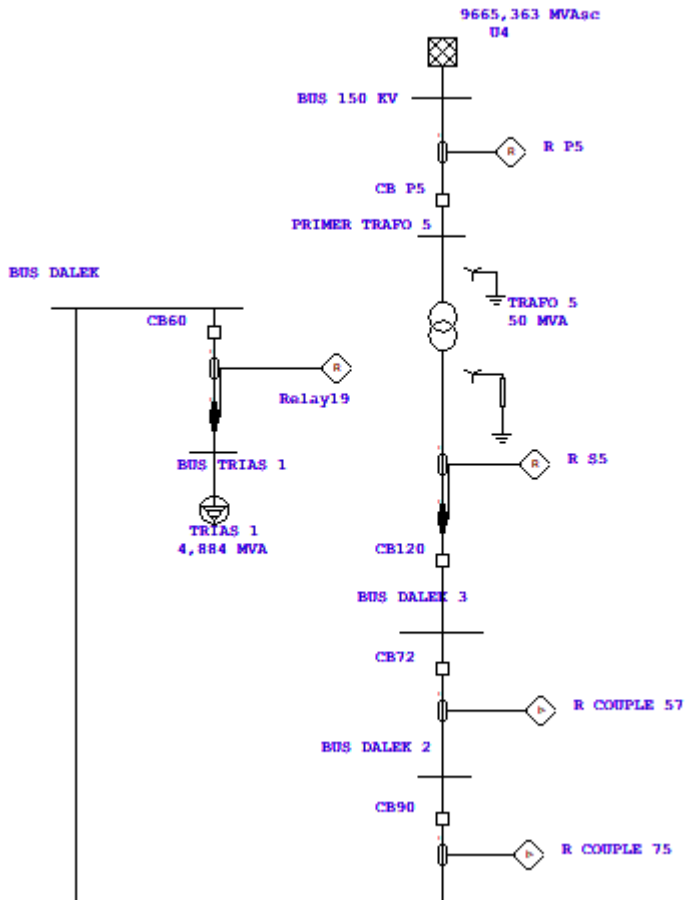 9665,363 MVAsc
U4
BUS 150 KV
R
R P5
CB P5
PRIMER TRAFO 5
BUS DALEK
TRAFO 5
50 MVA
CB60
R
Relay19
BUS TRIAS 1
R
R S5
TRIAS 1
4,884 MVA
CB120
BUS DALEK 3
CB72
R COUPLE 57
BUS DALEK 2
CB90
R COUPLE 75